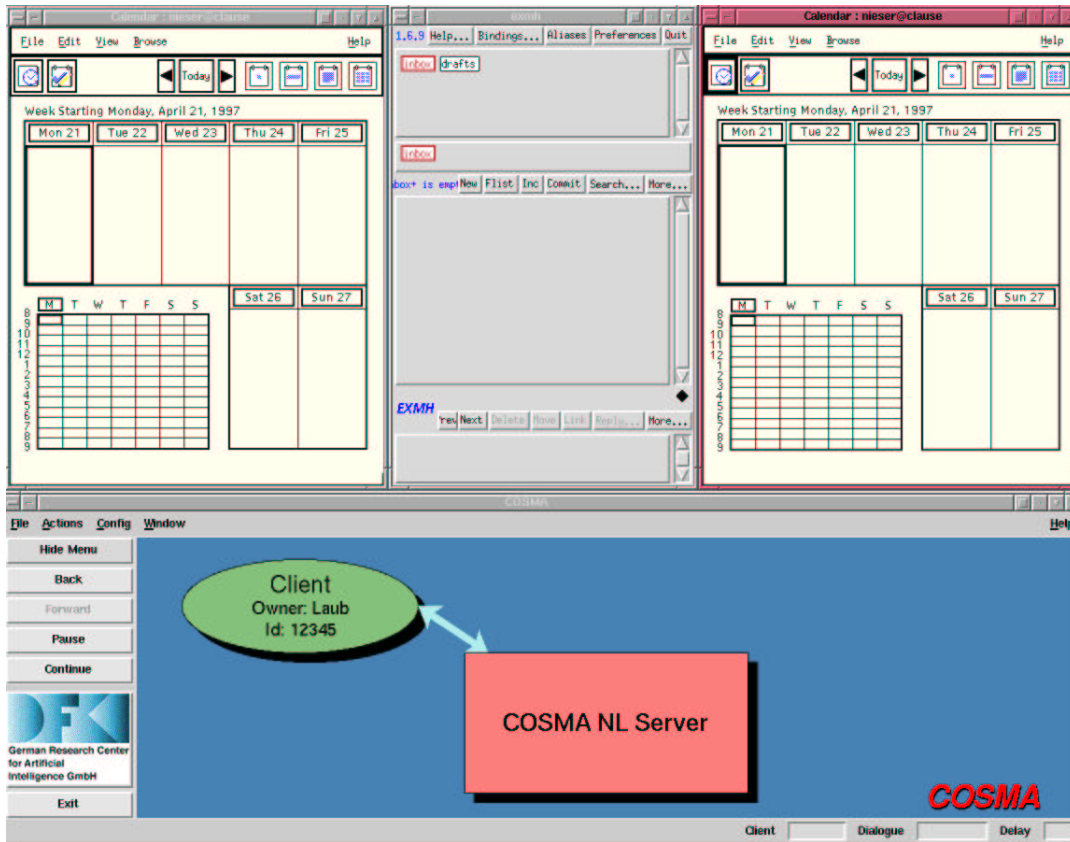 Calendar : nieser@clause
File Edit View Browse Help
Today
Week Starting Monday, April 21, 1997
Mon 21 Tue 22 Wed 23 Thu 24 Fri 25
Sat 26 Sun 27
M T W T F S S
8
9
10
11
12
1
2
3
4
5
6
7
8
9
exmh
1.6.9 Help... Bindings... Aliases Preferences Quit
inbox drafts
inbox
New Flist Inc Commit Search... More...
EXMH
Next Delete Move Link Reply... More...
Calendar : nieser@clause
File Edit View Browse Help
Today
Week Starting Monday, April 21, 1997
Mon 21 Tue 22 Wed 23 Thu 24 Fri 25
Sat 26 Sun 27
M T W T F S S
8
9
10
11
12
1
2
3
4
5
6
7
8
9
COSMA
File Actions Config Window Help
Hide Menu
Back
Forward
Pause
Continue
DFK
German Research Center
for Artificial
Intelligence GmbH
Exit
Client
Owner: Laub
Id: 12345
COSMA NL Server
COSMA
Client Dialogue Delay